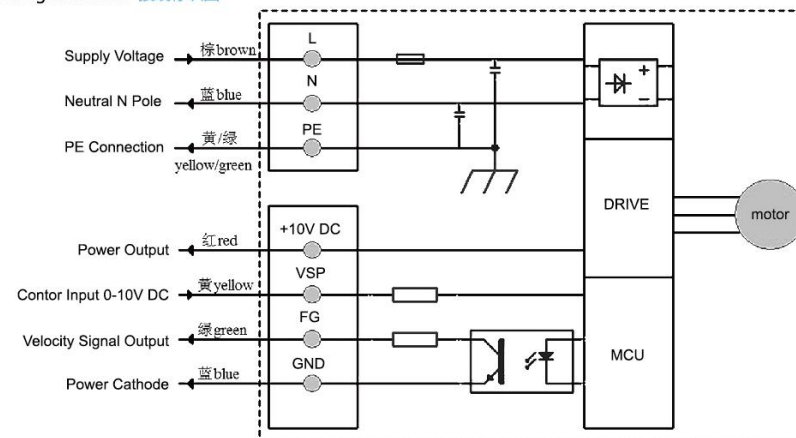 L
Supply Voltage 棕brown
N
Neutral N Pole 蓝blue
PE
PE Connection 黄/绿
yellow/green
+
−
DRIVE
motor
+10V DC
Power Output 红red
VSP
Contor Input 0-10V DC 黄yellow
FG
Velocity Signal Output 绿green
GND
Power Cathode 蓝blue
MCU